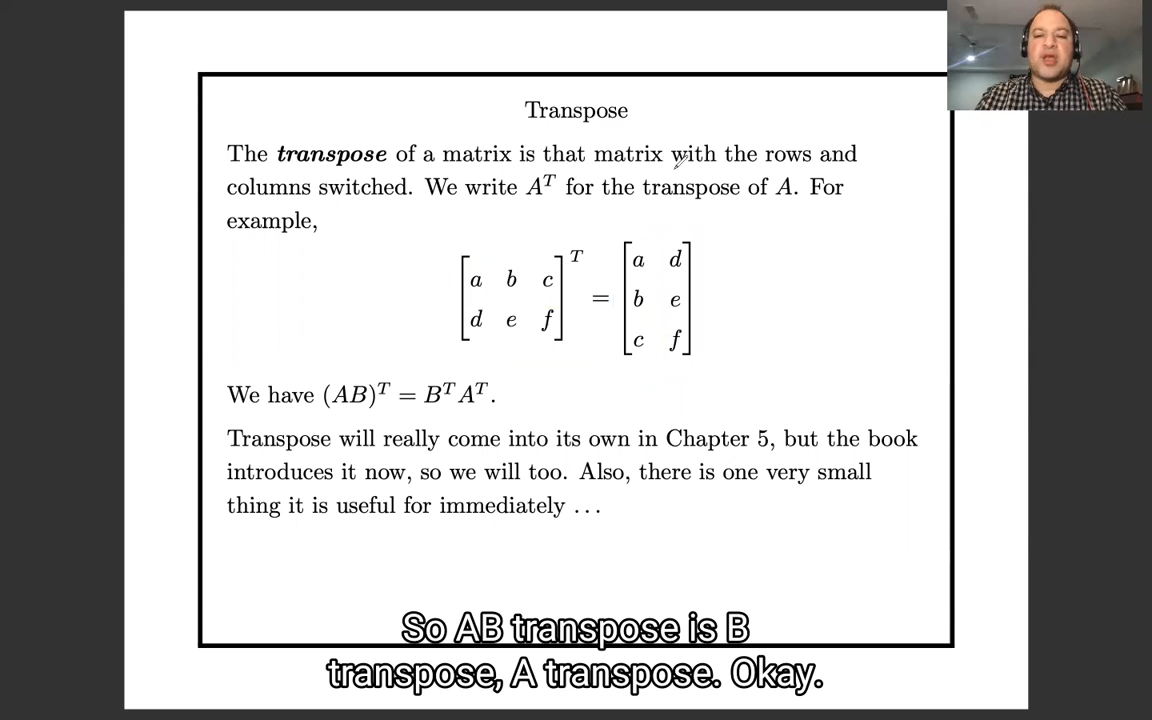 Transpose
The transpose of a matrix is that matrix with the rows and
columns switched. We write A^T for the transpose of A. For
example,
[a b c
d e f]^T = [a d
b e
c f]
We have (AB)^T = B^T A^T.
Transpose will really come into its own in Chapter 5, but the book
introduces it now, so we will too. Also, there is one very small
thing it is useful for immediately ...
So AB transpose is B
transpose, A transpose. Okay.